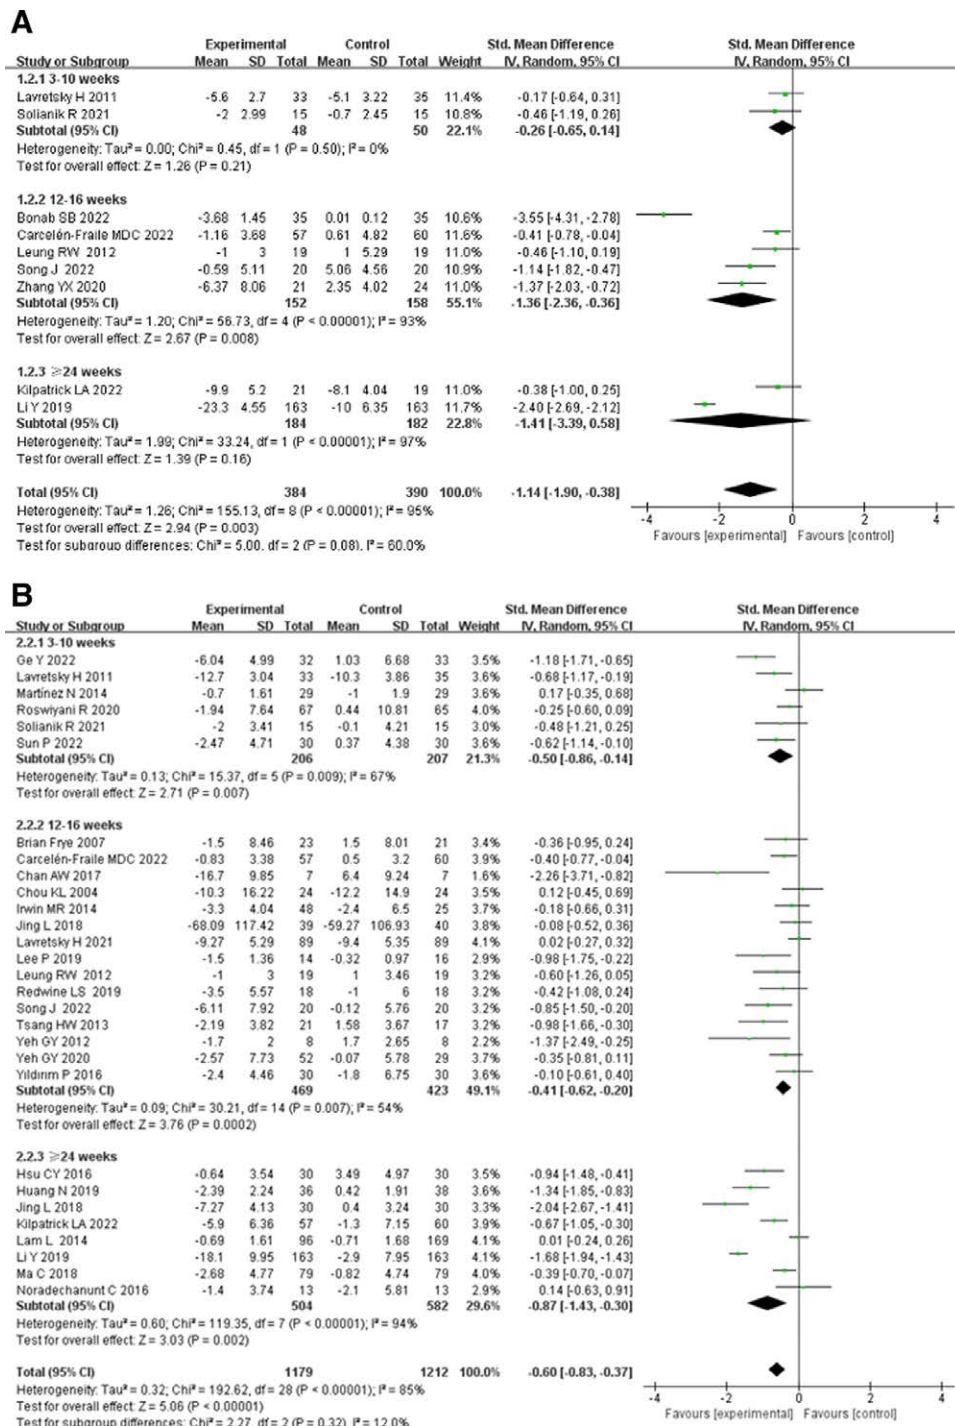 A
Experimental Control Std. Mean Difference Std. Mean Difference
Study or Subgroup Mean SD Total Mean SD Total Weight IV, Random, 95% CI IV, Random, 95% CI
1.2.1 3-10 weeks
Lavretsky H 2011 -5.6 2.7 33 -5.1 3.22 35 11.4% -0.17 [-0.64, 0.31]
Solianik R 2021 -2 2.99 15 -0.7 2.45 15 10.8% -0.46 [-1.19, 0.26]
Subtotal (95% CI) 48 50 22.1% -0.26 [-0.65, 0.14]
Heterogeneity: Tau² = 0.00; Chi² = 0.45, df = 1 (P = 0.50); I² = 0%
Test for overall effect: Z = 1.26 (P = 0.21)
1.2.2 12-16 weeks
Bonab SB 2022 -3.68 1.45 35 0.01 0.12 35 10.6% -3.55 [-4.31, -2.78]
Carcelén-Fraile MDC 2022 -1.16 3.68 57 0.61 4.82 60 11.6% -0.41 [-0.78, -0.04]
Leung RW 2012 -1 3 19 1 5.29 19 11.0% -0.46 [-1.10, 0.19]
Song J 2022 -0.59 5.11 20 5.06 4.56 20 10.9% -1.14 [-1.82, -0.47]
Zhang YX 2020 -6.37 8.06 21 2.35 4.02 24 11.0% -1.37 [-2.03, -0.72]
Subtotal (95% CI) 152 158 55.1% -1.36 [-2.36, -0.36]
Heterogeneity: Tau² = 1.20; Chi² = 56.73, df = 4 (P < 0.00001); I² = 93%
Test for overall effect: Z = 2.67 (P = 0.008)
1.2.3 ≥24 weeks
Kilpatrick LA 2022 -9.9 5.2 21 -8.1 4.04 19 11.0% -0.38 [-1.00, 0.25]
Li Y 2019 -23.3 4.55 163 -10 6.35 163 11.7% -2.40 [-2.69, -2.12]
Subtotal (95% CI) 184 182 22.8% -1.41 [-3.39, 0.58]
Heterogeneity: Tau² = 1.99; Chi² = 33.24, df = 1 (P < 0.00001); I² = 97%
Test for overall effect: Z = 1.39 (P = 0.16)
Total (95% CI) 384 390 100.0% -1.14 [-1.90, -0.38]
Heterogeneity: Tau² = 1.26; Chi² = 155.13, df = 8 (P < 0.00001); I² = 95%
Test for overall effect: Z = 2.94 (P = 0.003)
Test for subgroup differences: Chi² = 5.00, df = 2 (P = 0.08), I² = 60.0%
-4 -2 0 2 4
Favours [experimental] Favours [control]
B
Experimental Control Std. Mean Difference Std. Mean Difference
Study or Subgroup Mean SD Total Mean SD Total Weight IV, Random, 95% CI IV, Random, 95% CI
2.2.1 3-10 weeks
Ge Y 2022 -6.04 4.99 32 1.03 6.68 33 3.5% -1.18 [-1.71, -0.65]
Lavretsky H 2011 -12.7 3.04 33 -10.3 3.86 35 3.6% -0.68 [-1.17, -0.19]
Martínez N 2014 -0.7 1.61 29 -1 1.9 29 3.6% 0.17 [-0.35, 0.68]
Roswiyani R 2020 -1.94 7.64 67 0.44 10.81 65 4.0% -0.25 [-0.60, 0.09]
Solianik R 2021 -2 3.41 15 -0.1 4.21 15 3.0% -0.48 [-1.21, 0.25]
Sun P 2022 -2.47 4.71 30 0.37 4.38 30 3.6% -0.62 [-1.14, -0.10]
Subtotal (95% CI) 206 207 21.3% -0.50 [-0.86, -0.14]
Heterogeneity: Tau² = 0.13; Chi² = 15.37, df = 5 (P = 0.009); I² = 67%
Test for overall effect: Z = 2.71 (P = 0.007)
2.2.2 12-16 weeks
Brian Frye 2007 -1.5 8.46 23 1.5 8.01 21 3.4% -0.36 [-0.95, 0.24]
Carcelén-Fraile MDC 2022 -0.83 3.38 57 0.5 3.2 60 3.9% -0.40 [-0.77, -0.04]
Chan AW 2017 -16.7 9.85 7 6.4 9.24 7 1.6% -2.26 [-3.71, -0.82]
Chou KL 2004 -10.3 16.22 24 -12.2 14.9 24 3.5% 0.12 [-0.45, 0.69]
Irwin MR 2014 -3.3 4.04 48 -2.4 6.5 25 3.7% -0.18 [-0.66, 0.31]
Jing L 2018 -68.09 117.42 39 -59.27 106.93 40 3.8% -0.08 [-0.52, 0.36]
Lavretsky H 2021 -9.27 5.29 89 -9.4 5.35 89 4.1% 0.02 [-0.27, 0.32]
Lee P 2019 -1.5 1.36 14 -0.32 0.97 16 2.9% -0.98 [-1.75, -0.22]
Leung RW 2012 -1 3 19 1 3.46 19 3.2% -0.60 [-1.26, 0.05]
Redwine LS 2019 -3.5 5.57 18 -1 6 18 3.2% -0.42 [-1.08, 0.24]
Song J 2022 -6.11 7.92 20 -0.12 5.76 20 3.2% -0.85 [-1.50, -0.20]
Tsang HW 2013 -2.19 3.82 21 1.58 3.67 17 3.2% -0.98 [-1.66, -0.30]
Yeh GY 2012 -1.7 2 8 1.7 2.65 8 2.1% -1.37 [-2.49, -0.25]
Yeh GY 2020 -2.57 7.73 52 -0.07 5.78 29 3.7% -0.35 [-0.81, 0.11]
Yildirim P 2016 -2.4 4.46 30 -1.8 6.75 30 3.6% -0.10 [-0.61, 0.40]
Subtotal (95% CI) 469 423 49.1% -0.41 [-0.62, -0.20]
Heterogeneity: Tau² = 0.09; Chi² = 30.21, df = 14 (P = 0.007); I² = 54%
Test for overall effect: Z = 3.76 (P = 0.0002)
2.2.3 ≥24 weeks
Hsu CY 2016 -0.64 3.54 30 3.49 4.97 30 3.5% -0.94 [-1.48, -0.41]
Huang N 2019 -2.39 2.24 36 0.42 1.91 38 3.6% -1.34 [-1.85, -0.83]
Jing L 2018 -7.27 4.13 30 0.4 3.24 30 3.3% -2.04 [-2.67, -1.41]
Kilpatrick LA 2022 -5.9 6.36 57 -1.3 7.15 60 3.9% -0.67 [-1.05, -0.30]
Lam L 2014 -0.69 1.61 96 -0.71 1.68 169 4.2% 0.01 [-0.24, 0.26]
Li Y 2019 -18.1 9.95 163 -2.9 7.95 163 4.1% -1.68 [-1.94, -1.43]
Ma C 2018 -2.68 4.77 79 -0.82 4.74 79 4.0% -0.39 [-0.70, -0.07]
Noradechanunt C 2016 -1.4 3.74 13 -2.1 5.81 13 2.9% 0.14 [-0.63, 0.91]
Subtotal (95% CI) 504 582 29.6% -0.87 [-1.43, -0.30]
Heterogeneity: Tau² = 0.60; Chi² = 119.35, df = 7 (P < 0.00001); I² = 94%
Test for overall effect: Z = 3.03 (P = 0.002)
Total (95% CI) 1179 1212 100.0% -0.60 [-0.83, -0.37]
Heterogeneity: Tau² = 0.32; Chi² = 192.62, df = 28 (P < 0.00001); I² = 85%
Test for overall effect: Z = 5.06 (P < 0.00001)
Test for subgroup differences: Chi² = 2.27, df = 2 (P = 0.32), I² = 12.0%
-4 -2 0 2 4
Favours [experimental] Favours [control]